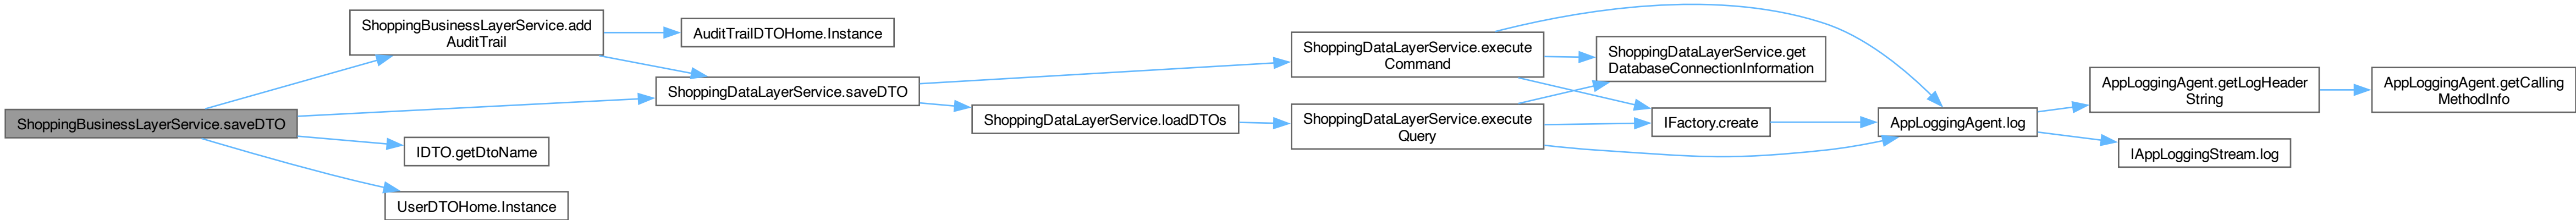 ShoppingBusinessLayerService.saveDTO
ShoppingBusinessLayerService.add
AuditTrail
AuditTrailDTOHome.Instance
ShoppingDataLayerService.saveDTO
IDTO.getDtoName
UserDTOHome.Instance
ShoppingDataLayerService.loadDTOs
ShoppingDataLayerService.execute
Command
ShoppingDataLayerService.execute
Query
ShoppingDataLayerService.get
DatabaseConnectionInformation
IFactory.create
AppLoggingAgent.log
AppLoggingAgent.getLogHeader
String
IAppLoggingStream.log
AppLoggingAgent.getCalling
MethodInfo